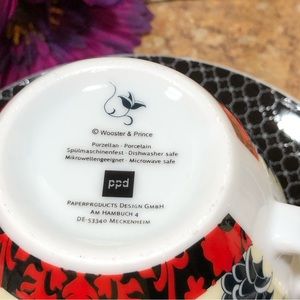 © Wooster & Prince
Porzellan · Porcelain
Spülmaschinenfest · Dishwasher safe
Mikrowellengeeignet · Microwave safe
ppd
Paperproducts Design GmbH
Am Hambuch 4
DE-53340 Meckenheim